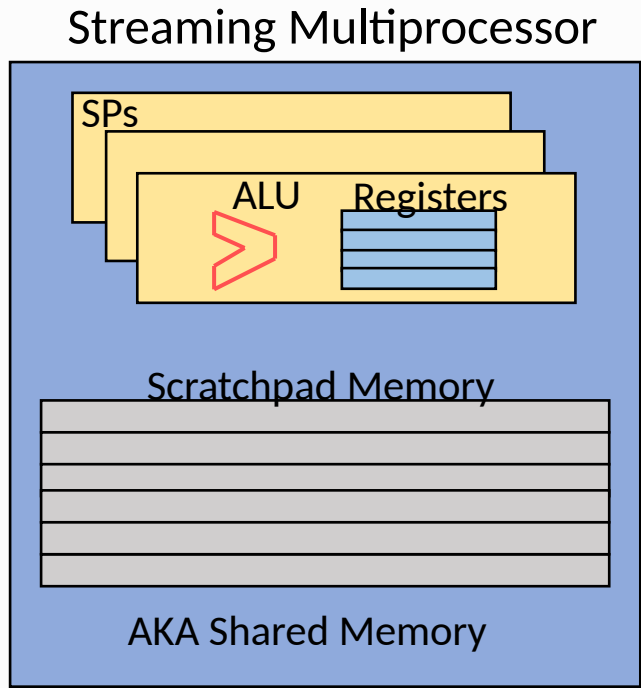 Streaming Multiprocessor
SPs
ALU Registers
Scratchpad Memory
AKA Shared Memory